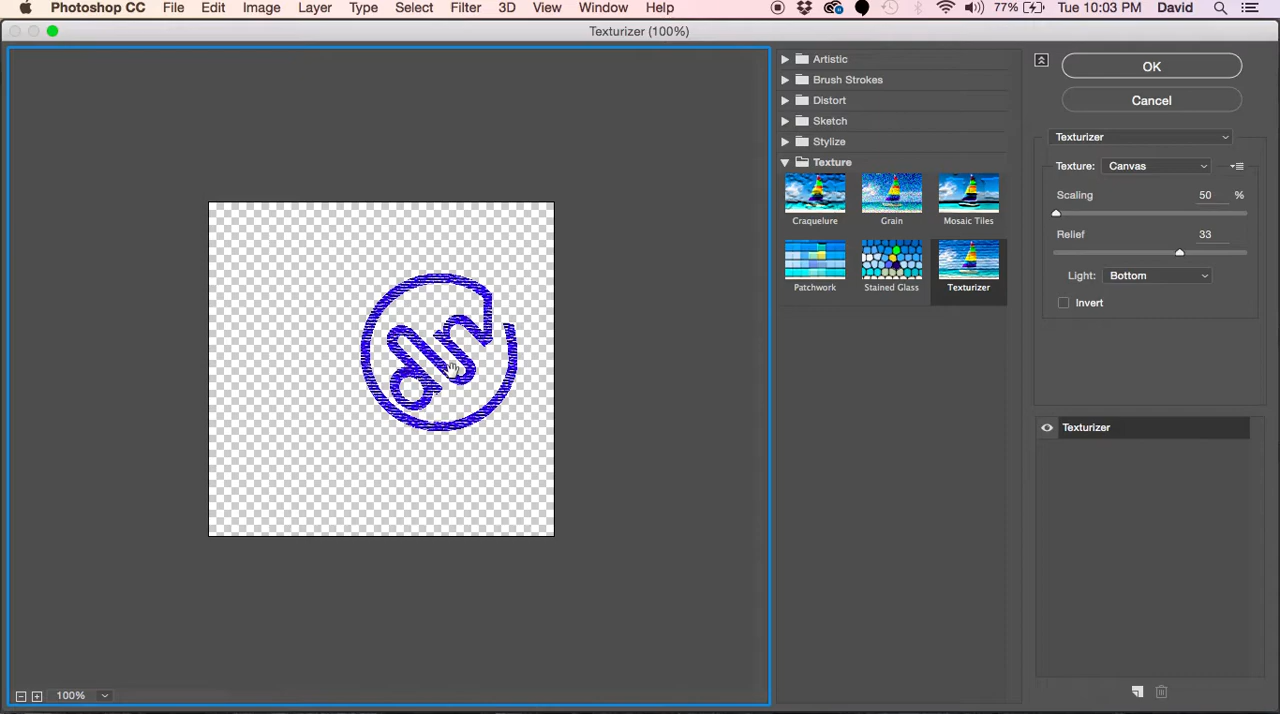 Photoshop CC File Edit Image Layer Type Select Filter 3D View Window Help 77% Tue 10:03 PM David
Texturizer (100%)
Artistic
Brush Strokes
Distort
Sketch
Stylize
Texture
Craquelure Grain Mosaic Tiles
Patchwork Stained Glass Texturizer
OK
Cancel
Texturizer
Texture: Canvas
Scaling 50 %
Relief 33
Light: Bottom
Invert
Texturizer
100%